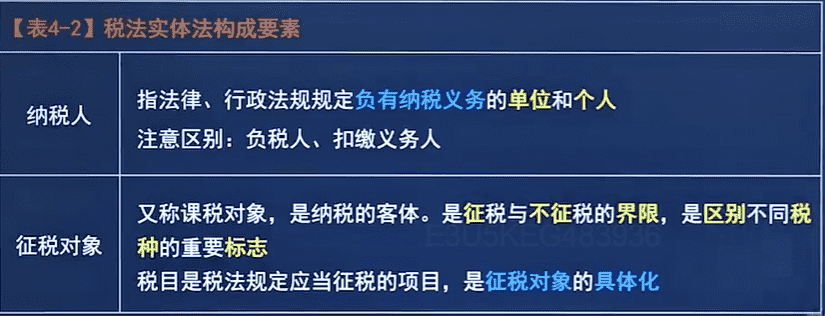 【表4-2】税法实体法构成要素
纳税人
指法律、行政法规规定负有纳税义务的单位和个人
注意区别：负税人、扣缴义务人
征税对象
又称课税对象，是纳税的客体。是征税与不征税的界限，是区别不同税
种的重要标志
税目是税法规定应当征税的项目，是征税对象的具体化
E3U5KEG483936